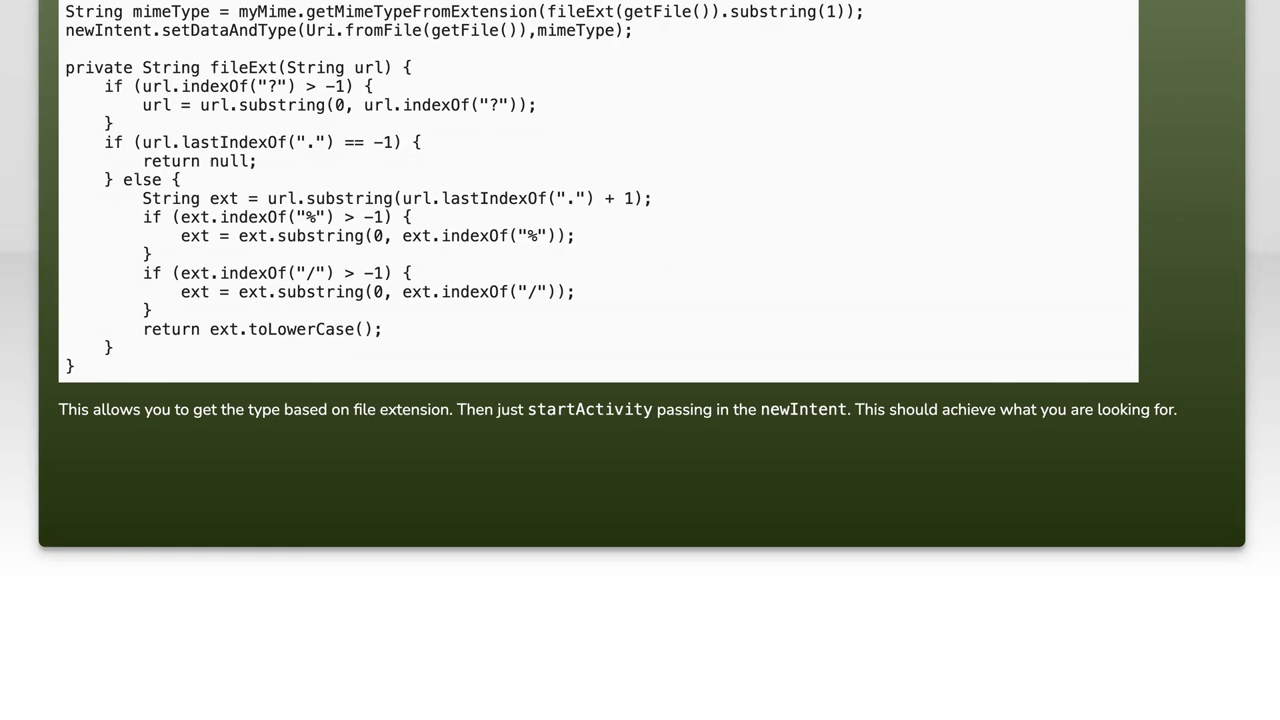 String mimeType = myMime.getMimeTypeFromExtension(fileExt(getFile()).substring(1));
newIntent.setDataAndType(Uri.fromFile(getFile()),mimeType);
private String fileExt(String url) {
    if (url.indexOf("?") > -1) {
        url = url.substring(0, url.indexOf("?"));
    }
    if (url.lastIndexOf(".") == -1) {
        return null;
    } else {
        String ext = url.substring(url.lastIndexOf(".") + 1);
        if (ext.indexOf("%") > -1) {
            ext = ext.substring(0, ext.indexOf("%"));
        }
        if (ext.indexOf("/") > -1) {
            ext = ext.substring(0, ext.indexOf("/"));
        }
        return ext.toLowerCase();
    }
}
This allows you to get the type based on file extension. Then just startActivity passing in the newIntent. This should achieve what you are looking for.